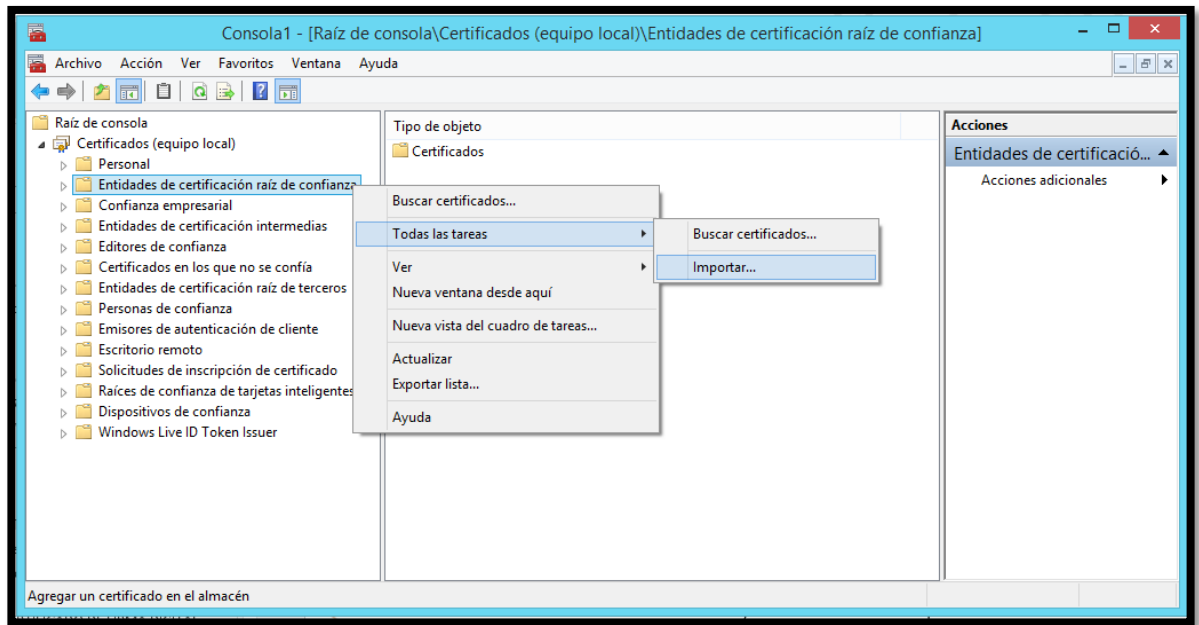 Consola1 - [Raíz de consola\Certificados (equipo local)\Entidades de certificación raíz de confianza]
Archivo Acción Ver Favoritos Ventana Ayuda
Raíz de consola
Certificados (equipo local)
Personal
Entidades de certificación raíz de confianza
Confianza empresarial
Entidades de certificación intermedias
Editores de confianza
Certificados en los que no se confía
Entidades de certificación raíz de terceros
Personas de confianza
Emisores de autenticación de cliente
Escritorio remoto
Solicitudes de inscripción de certificado
Raíces de confianza de tarjetas inteligentes
Dispositivos de confianza
Windows Live ID Token Issuer
Tipo de objeto
Certificados
Buscar certificados...
Todas las tareas
Ver
Nueva ventana desde aquí
Nueva vista del cuadro de tareas...
Actualizar
Exportar lista...
Ayuda
Buscar certificados...
Importar...
Acciones
Entidades de certificació...
Acciones adicionales
Agregar un certificado en el almacén